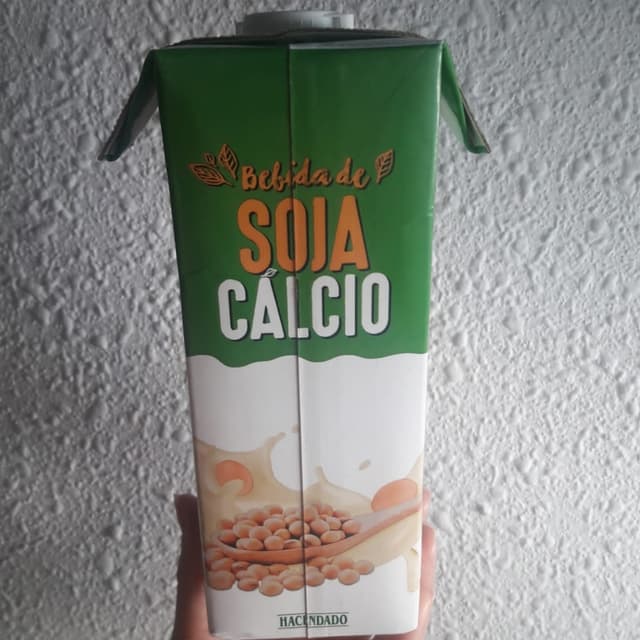 Bebida de
SOJA
CÁLCIO
HACENDADO